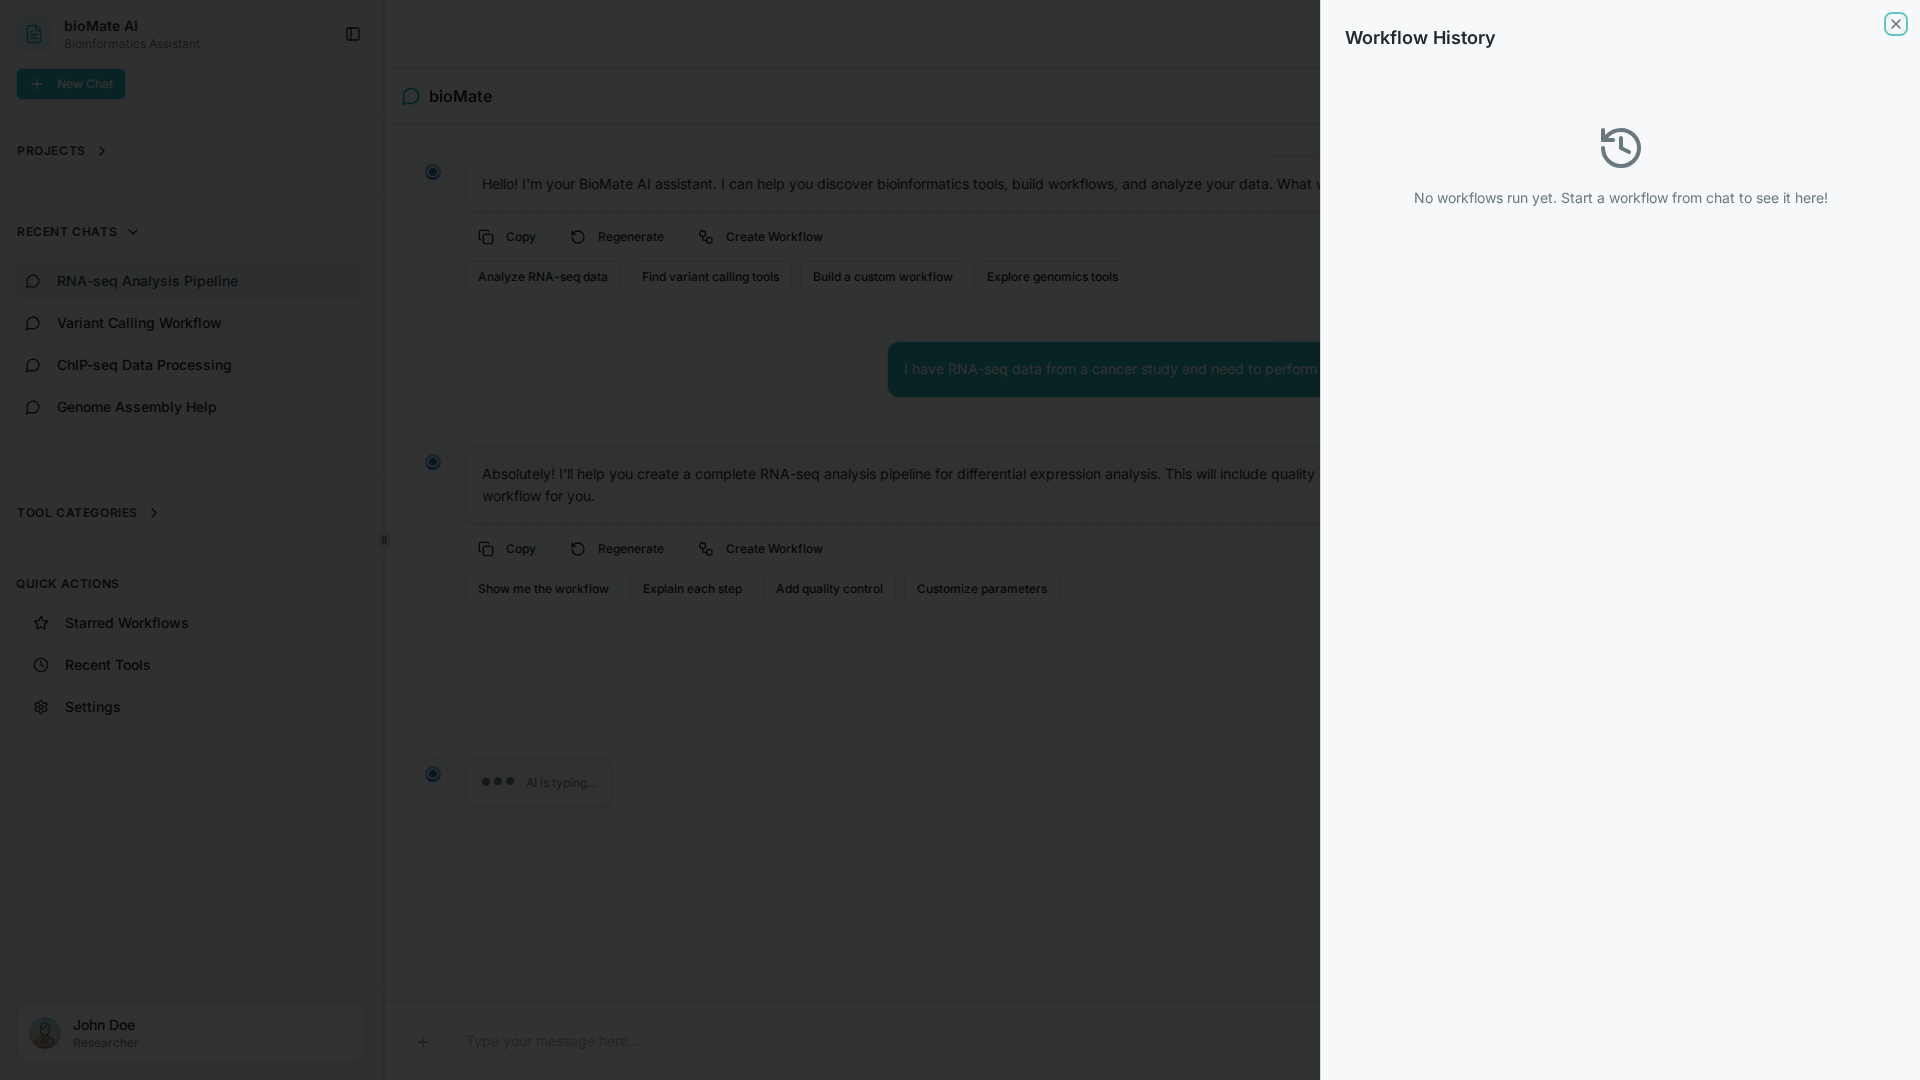 bioMate AI
Bioinformatics Assistant
New Chat
PROJECTS
RECENT CHATS
RNA-seq Analysis Pipeline
Variant Calling Workflow
ChIP-seq Data Processing
Genome Assembly Help
TOOL CATEGORIES
QUICK ACTIONS
Starred Workflows
Recent Tools
Settings
John Doe
Researcher
bioMate
Hello! I'm your BioMate AI assistant. I can help you discover bioinformatics tools, build workflows, and analyze your data. What
Copy Regenerate Create Workflow
Analyze RNA-seq data Find variant calling tools Build a custom workflow Explore genomics tools
I have RNA-seq data from a cancer study and need to perform
Absolutely! I'll help you create a complete RNA-seq analysis pipeline for differential expression analysis. This will include quality
workflow for you.
Copy Regenerate Create Workflow
Show me the workflow Explain each step Add quality control Customize parameters
AI is typing...
Type your message here...
Workflow History
No workflows run yet. Start a workflow from chat to see it here!